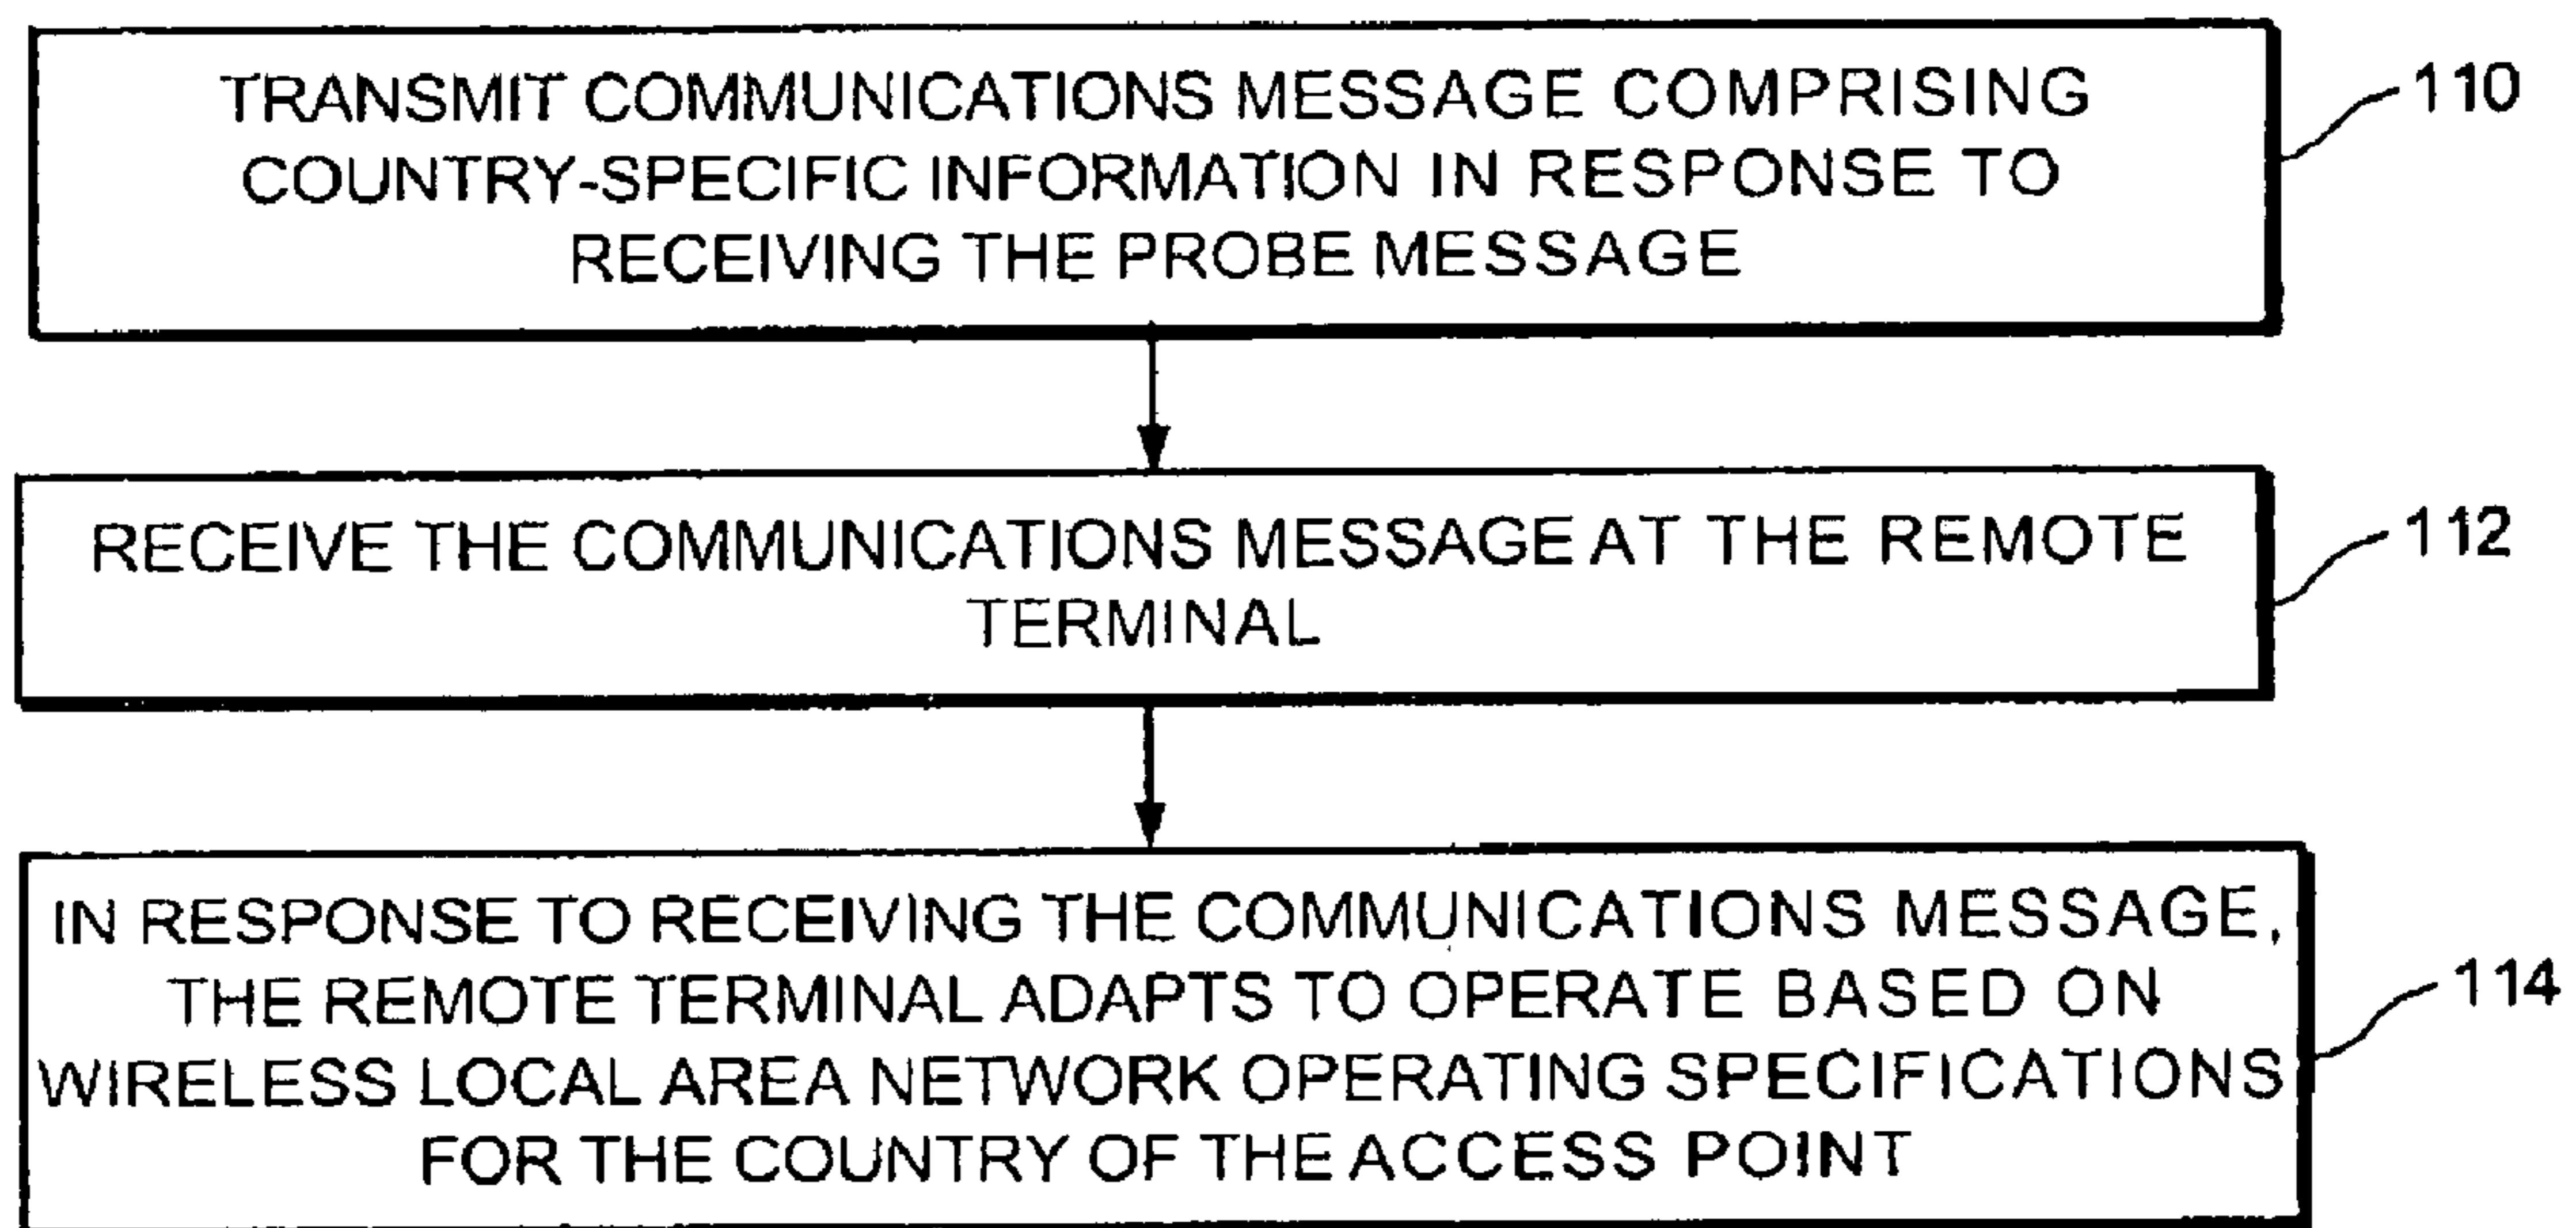 TRANSMIT COMMUNICATIONS MESSAGE COMPRISING
COUNTRY-SPECIFIC INFORMATION IN RESPONSE TO
RECEIVING THE PROBE MESSAGE
110
RECEIVE THE COMMUNICATIONS MESSAGE AT THE REMOTE
TERMINAL
112
IN RESPONSE TO RECEIVING THE COMMUNICATIONS MESSAGE,
THE REMOTE TERMINAL ADAPTS TO OPERATE BASED ON
WIRELESS LOCAL AREA NETWORK OPERATING SPECIFICATIONS
FOR THE COUNTRY OF THE ACCESS POINT
114